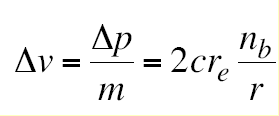 Δv = Δp/m = 2cr_e n_b/r